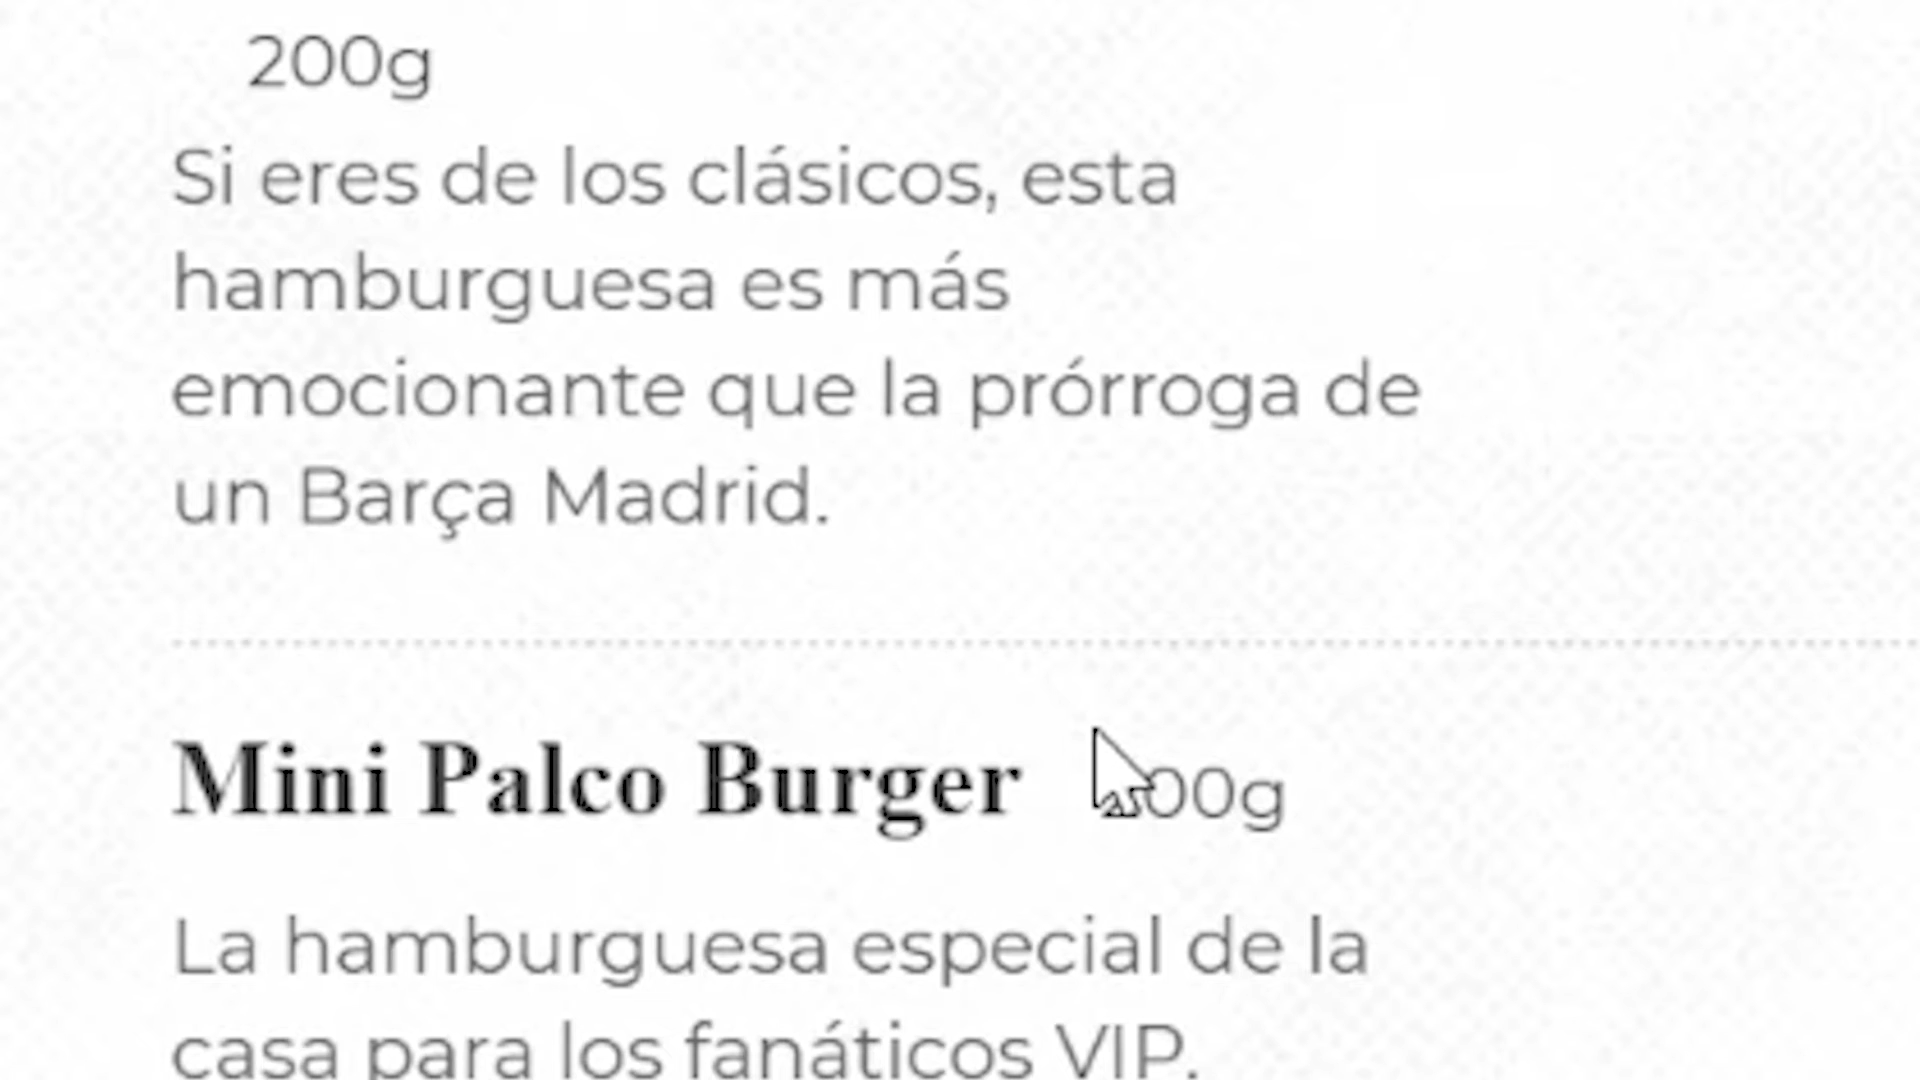 200g
Si eres de los clásicos, esta
hamburguesa es más
emocionante que la prórroga de
un Barça Madrid.
Mini Palco Burger
La hamburguesa especial de la
casa para los fanáticos VIP.